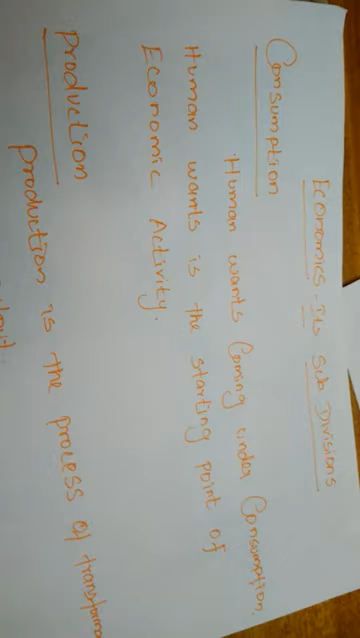 Economics - its Sub Divisions
Consumption
Human wants Coming under Consumption.
Human wants is the starting point of
Economic Activity.
Production
Production is the process of